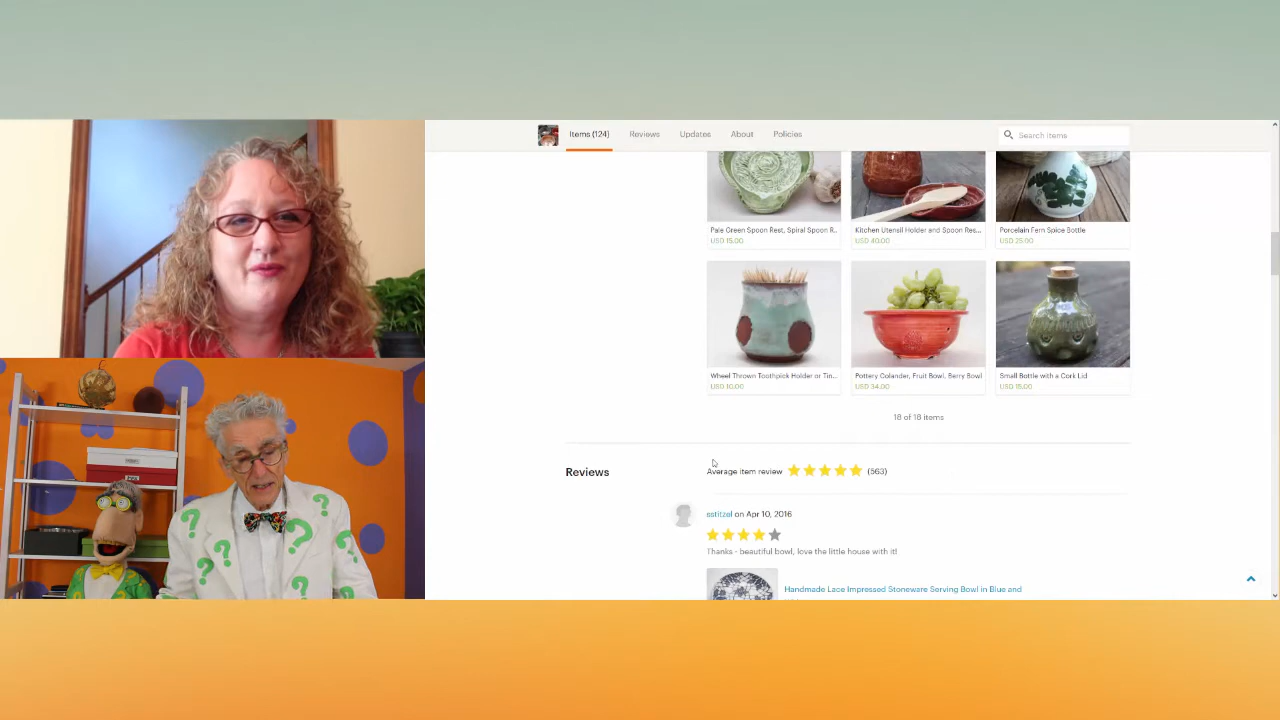 Items (124)
Reviews
Updates
About
Policies
Search items
Pale Green Spoon Rest, Spiral Spoon R...
USD 15.00
Kitchen Utensil Holder and Spoon Res...
USD 40.00
Porcelain Fern Spice Bottle
USD 25.00
Wheel Thrown Toothpick Holder or Tin...
USD 10.00
Pottery Colander, Fruit Bowl, Berry Bowl
USD 34.00
Small Bottle with a Cork Lid
USD 15.00
18 of 18 items
Reviews
Average item review (563)
estitzel on Apr 10, 2016
Thanks - beautiful bowl, love the little house with it!
Handmade Lace Impressed Stoneware Serving Bowl in Blue and
? ? ? ? ? ? ?